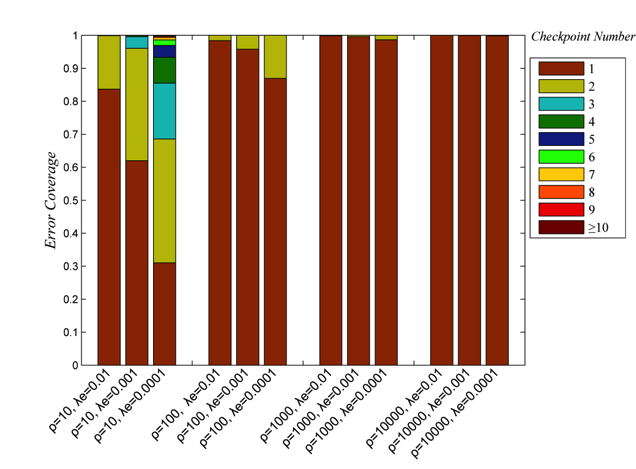 Checkpoint Number
1
2
3
4
5
6
7
8
9
≥10
Error Coverage
1
0.9
0.8
0.7
0.6
0.5
0.4
0.3
0.2
0.1
0
ρ=10, λe=0.01
ρ=10, λe=0.001
ρ=10, λe=0.0001
ρ=100, λe=0.01
ρ=100, λe=0.001
ρ=100, λe=0.0001
ρ=1000, λe=0.01
ρ=1000, λe=0.001
ρ=1000, λe=0.0001
ρ=10000, λe=0.01
ρ=10000, λe=0.001
ρ=10000, λe=0.0001